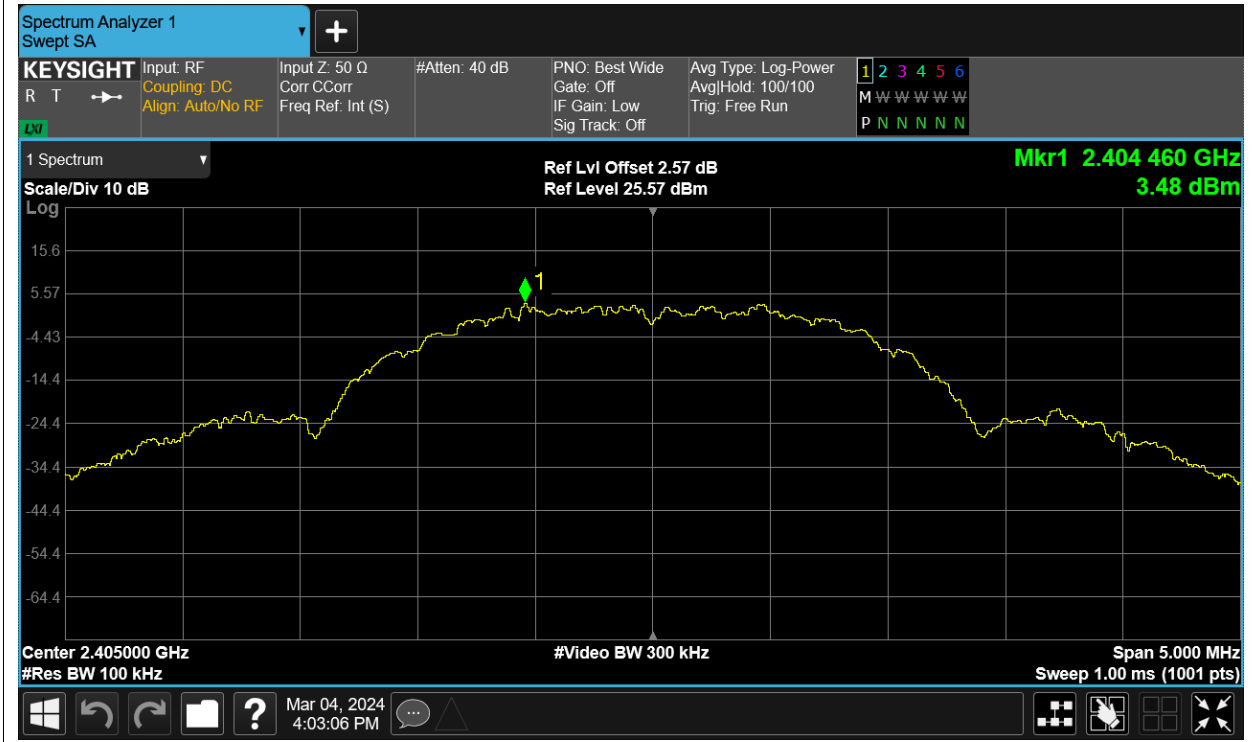 Spectrum Analyzer 1
Swept SA
KEYSIGHT
R T
LXI
Input: RF
Coupling: DC
Align: Auto/No RF
Input Z: 50 Ω
Corr CCorr
Freq Ref: Int (S)
#Atten: 40 dB
PNO: Best Wide
Gate: Off
IF Gain: Low
Sig Track: Off
Avg Type: Log-Power
Avg|Hold: 100/100
Trig: Free Run
1 2 3 4 5 6
M W W W W W
P N N N N N
1 Spectrum
Scale/Div 10 dB
Log
Ref Lvl Offset 2.57 dB
Ref Level 25.57 dBm
Mkr1 2.404 460 GHz
3.48 dBm
15.6
5.57
-4.43
-14.4
-24.4
-34.4
-44.4
-54.4
-64.4
1
Center 2.405000 GHz
#Res BW 100 kHz
#Video BW 300 kHz
Span 5.000 MHz
Sweep 1.00 ms (1001 pts)
?
Mar 04, 2024
4:03:06 PM